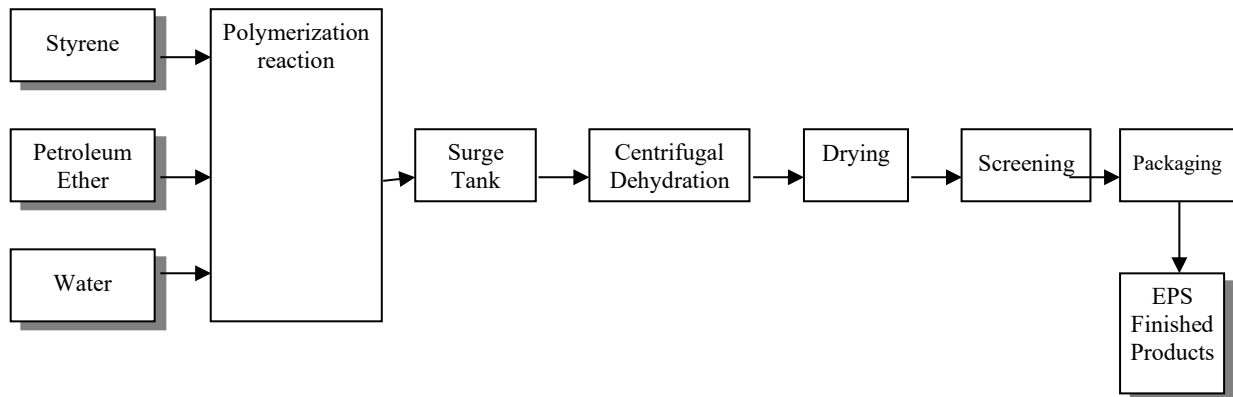 Styrene
Petroleum
Ether
Water
Polymerization
reaction
Surge
Tank
Centrifugal
Dehydration
Drying
Screening
Packaging
EPS
Finished
Products